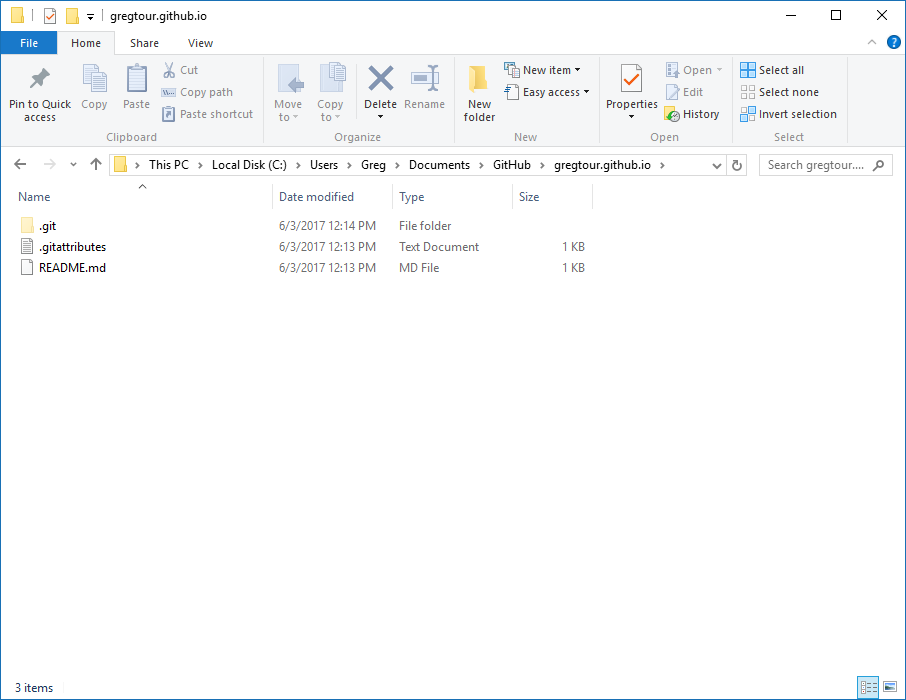 gregtour.github.io
File Home Share View
Pin to Quick access
Copy
Paste
Cut
Copy path
Paste shortcut
Clipboard
Move to
Copy to
Delete
Rename
Organize
New folder
New item
Easy access
New
Properties
Open
Edit
History
Open
Select all
Select none
Invert selection
Select
This PC Local Disk (C:) Users Greg Documents GitHub gregtour.github.io
Search gregtour....
Name Date modified Type Size
.git 6/3/2017 12:14 PM File folder
.gitattributes 6/3/2017 12:13 PM Text Document 1 KB
README.md 6/3/2017 12:13 PM MD File 1 KB
3 items